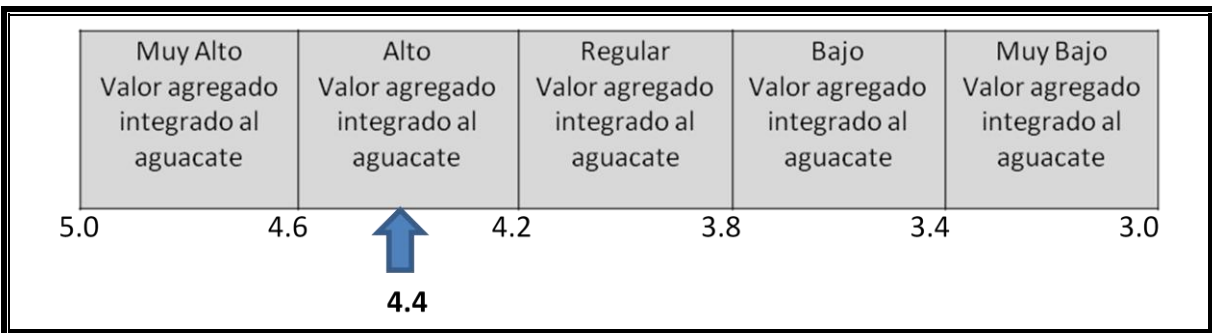 Muy Alto
Valor agregado
integrado al
aguacate
Alto
Valor agregado
integrado al
aguacate
Regular
Valor agregado
integrado al
aguacate
Bajo
Valor agregado
integrado al
aguacate
Muy Bajo
Valor agregado
integrado al
aguacate
5.0 4.6 4.2 3.8 3.4 3.0
4.4